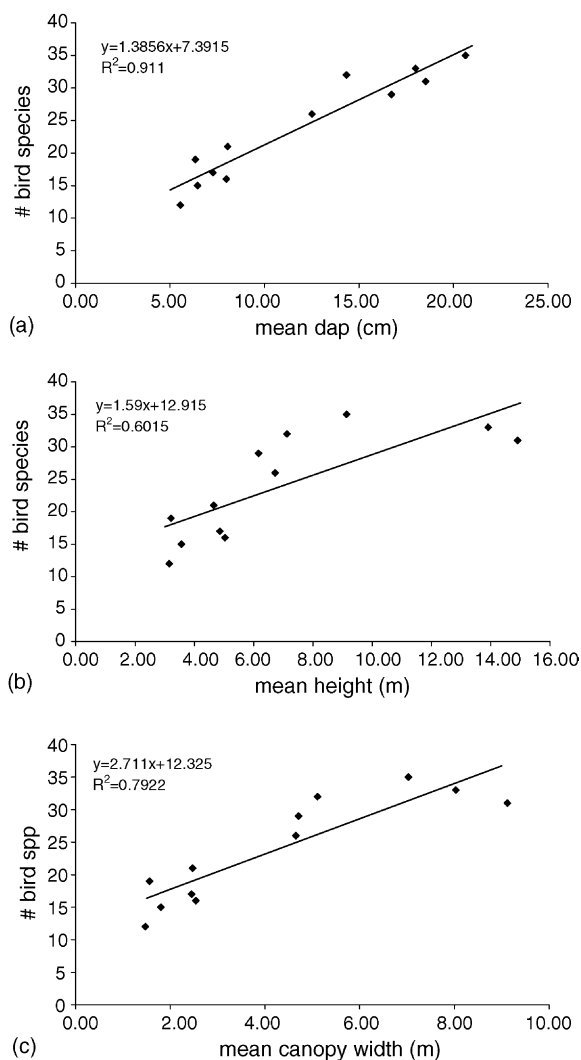 40
35
30
25
20
15
10
5
0
# bird species
y=1.3856x+7.3915
R²=0.911
0.00 5.00 10.00 15.00 20.00 25.00
(a) mean dap (cm)
40
35
30
25
20
15
10
5
0
# bird species
y=1.59x+12.915
R²=0.6015
0.00 2.00 4.00 6.00 8.00 10.00 12.00 14.00 16.00
(b) mean height (m)
40
35
30
25
20
15
10
5
0
# bird spp
y=2.711x+12.325
R²=0.7922
0.00 2.00 4.00 6.00 8.00 10.00
(c) mean canopy width (m)